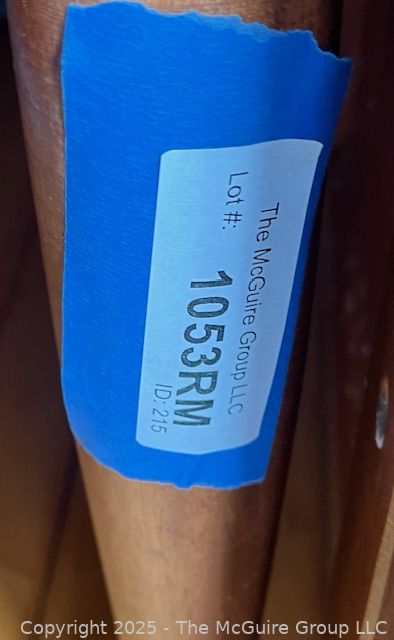 The McGuire Group LLC
Lot #:
1053RM
ID: 215
Copyright 2025 - The McGuire Group LLC